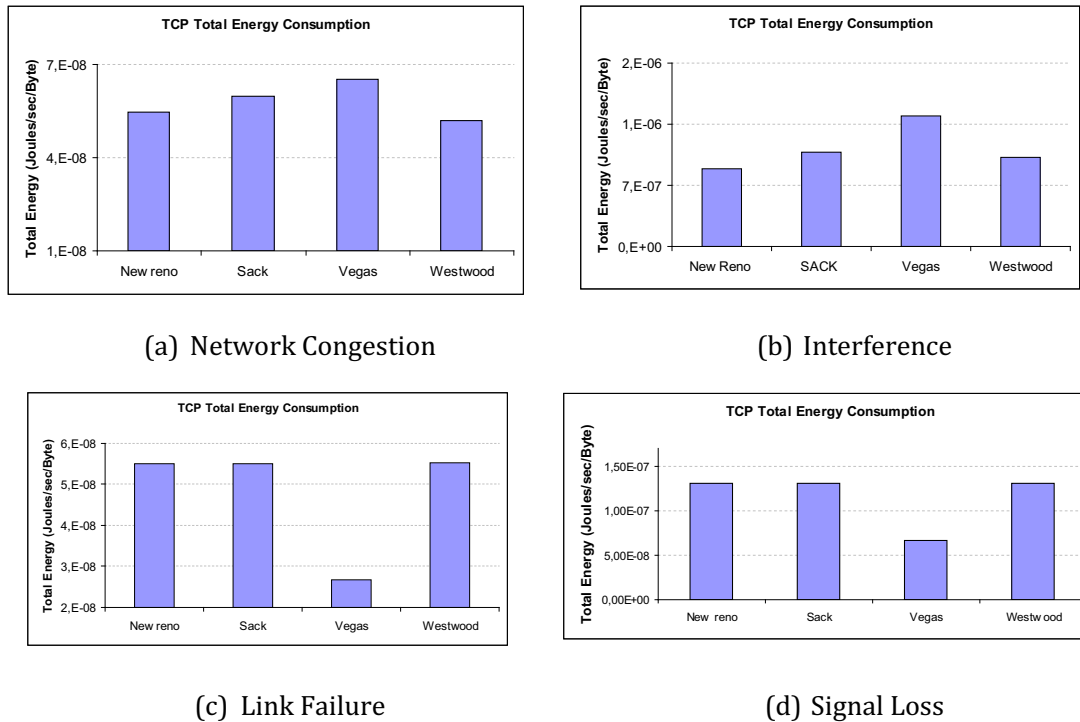 TCP Total Energy Consumption
Total Energy (Joules/sec/Byte)
7,E-08
4,E-08
1,E-08
New reno Sack Vegas Westwood
(a) Network Congestion
TCP Total Energy Consumption
Total Energy (Joules/sec/Byte)
2,E-06
1,E-06
7,E-07
0,E+00
New Reno SACK Vegas Westwood
(b) Interference
TCP Total Energy Consumption
Total Energy (Joules/sec/Byte)
6,E-08
5,E-08
4,E-08
3,E-08
2,E-08
New reno Sack Vegas Westwood
(c) Link Failure
TCP Total Energy Consumption
Total Energy (Joules/sec/Byte)
1,50E-07
1,00E-07
5,00E-08
0,00E+00
New reno Sack Vegas Westwood
(d) Signal Loss